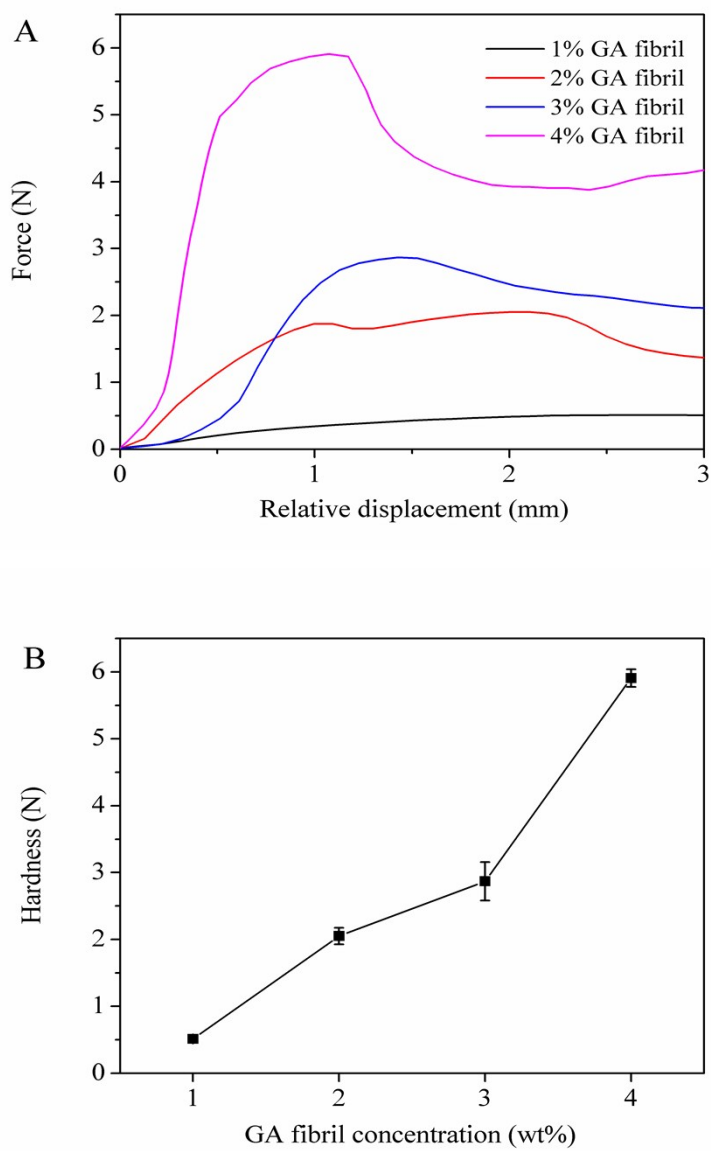 A
6
5
4
3
2
1
0
Force (N)
1% GA fibril
2% GA fibril
3% GA fibril
4% GA fibril
0
1
2
3
Relative displacement (mm)
B
6
5
4
3
2
1
0
Hardness (N)
1
2
3
4
GA fibril concentration (wt%)